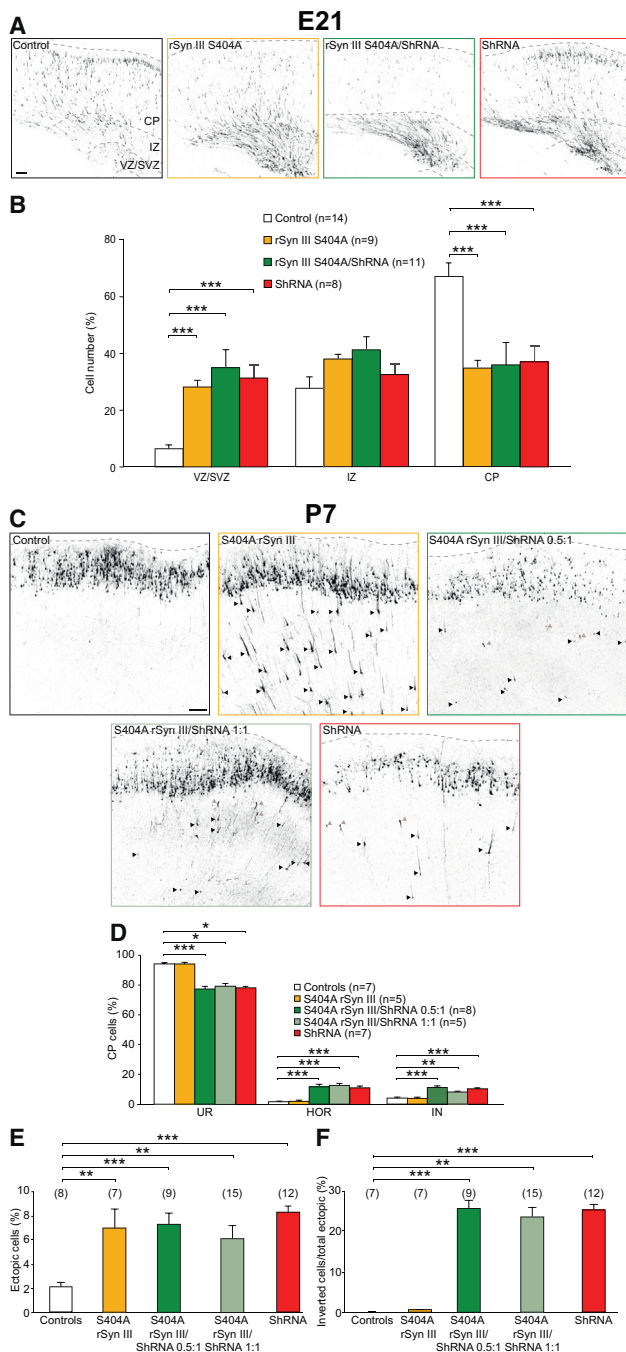 E21
A
Control
rSyn III S404A
rSyn III S404A/ShRNA
ShRNA
CP
IZ
VZ/SVZ
B
Control (n=14)
rSyn III S404A (n=9)
rSyn III S404A/ShRNA (n=11)
ShRNA (n=8)
***
***
***
***
***
***
Cell number (%)
80
60
40
20
0
VZ/SVZ IZ CP
P7
C
Control
S404A rSyn III
S404A rSyn III/ShRNA 0.5:1
S404A rSyn III/ShRNA 1:1
ShRNA
D
*
*
***
Controls (n=7)
S404A rSyn III (n=5)
S404A rSyn III/ShRNA 0.5:1 (n=8)
S404A rSyn III/ShRNA 1:1 (n=5)
ShRNA (n=7)
***
***
***
***
**
***
CP cells (%)
100
80
60
40
20
0
UR HOR IN
E
***
**
***
**
(8) (7) (9) (15) (12)
Ectopic cells (%)
10
8
6
4
2
0
Controls S404A S404A S404A ShRNA
rSyn III rSyn III/ rSyn III/
ShRNA 0.5:1 ShRNA 1:1
F
***
**
***
(7) (7) (9) (15) (12)
Inverted cells/total ectopic (%)
30
20
10
0
Controls S404A S404A S404A ShRNA
rSyn III rSyn III/ rSyn III/
ShRNA 0.5:1 ShRNA 1:1